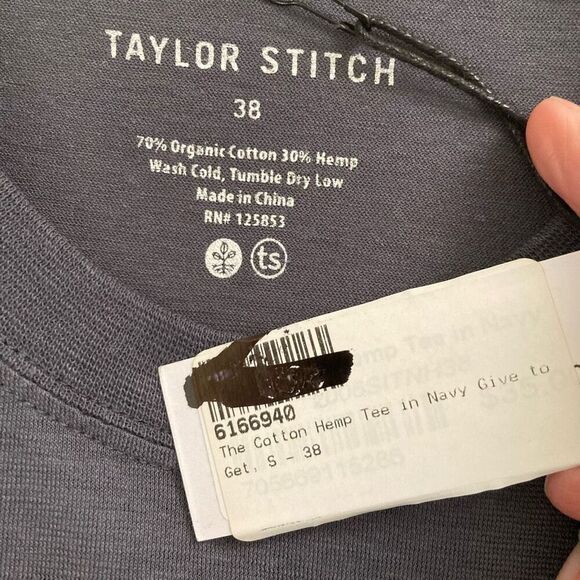 TAYLOR STITCH
38
70% Organic Cotton 30% Hemp
Wash Cold, Tumble Dry Low
Made in China
RN# 125853
ts
6166940
The Cotton Hemp Tee in Navy Give to
Get, S - 38